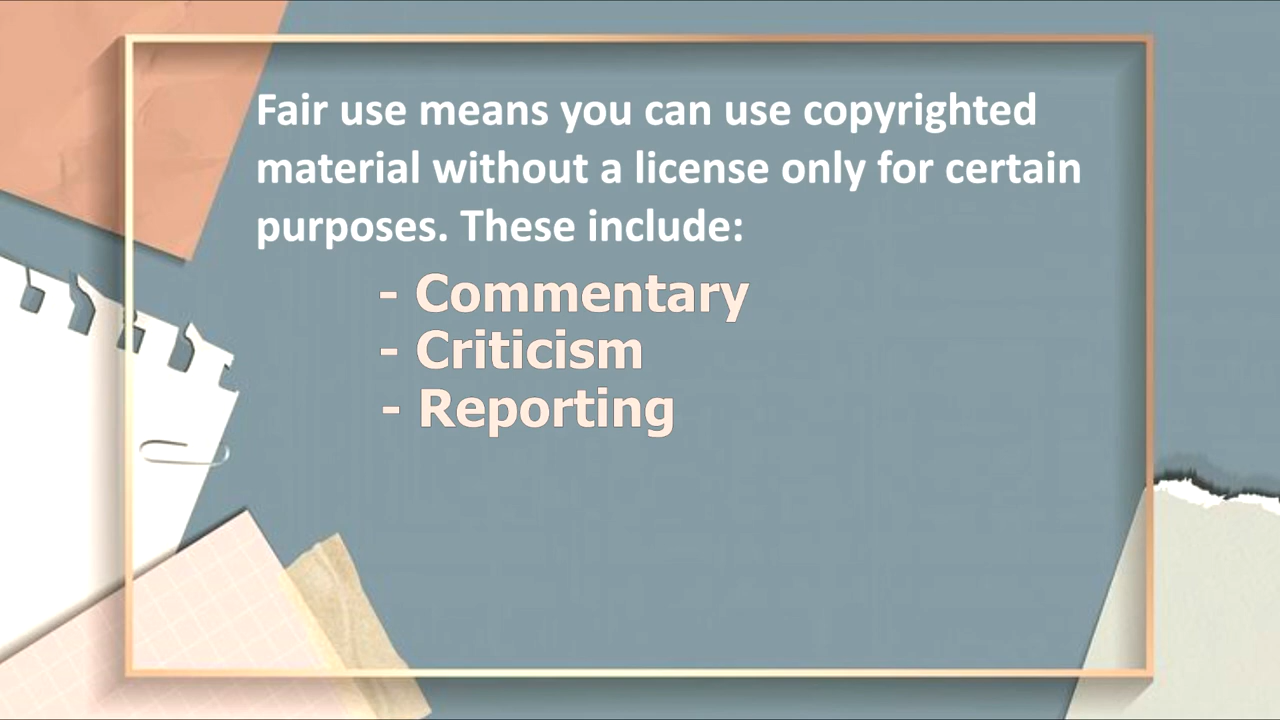 Fair use means you can use copyrighted
material without a license only for certain
purposes. These include:
- Commentary
- Criticism
- Reporting